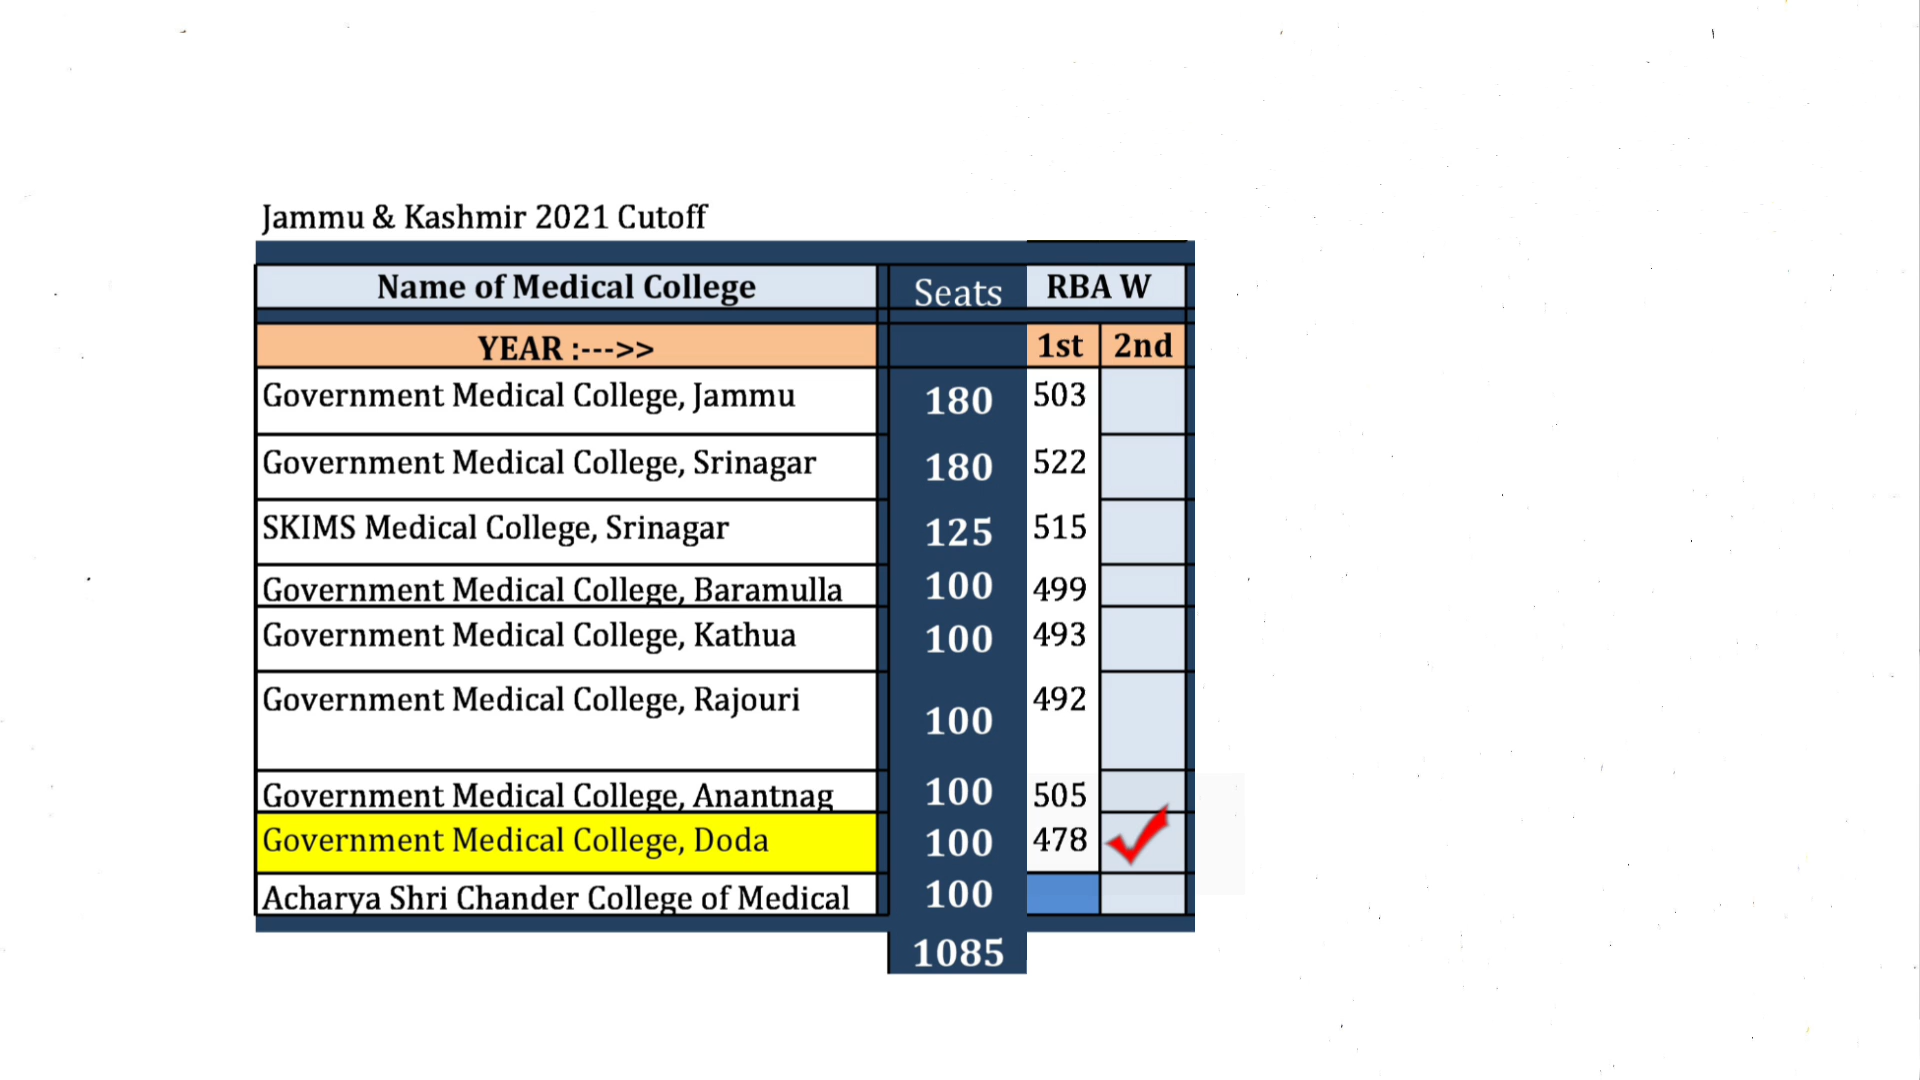 Jammu & Kashmir 2021 Cutoff
Name of Medical College Seats RBA W
YEAR :--->> 1st 2nd
Government Medical College, Jammu 180 503
Government Medical College, Srinagar 180 522
SKIMS Medical College, Srinagar 125 515
Government Medical College, Baramulla 100 499
Government Medical College, Kathua 100 493
Government Medical College, Rajouri 100 492
Government Medical College, Anantnag 100 505
Government Medical College, Doda 100 478
Acharya Shri Chander College of Medical 100
1085